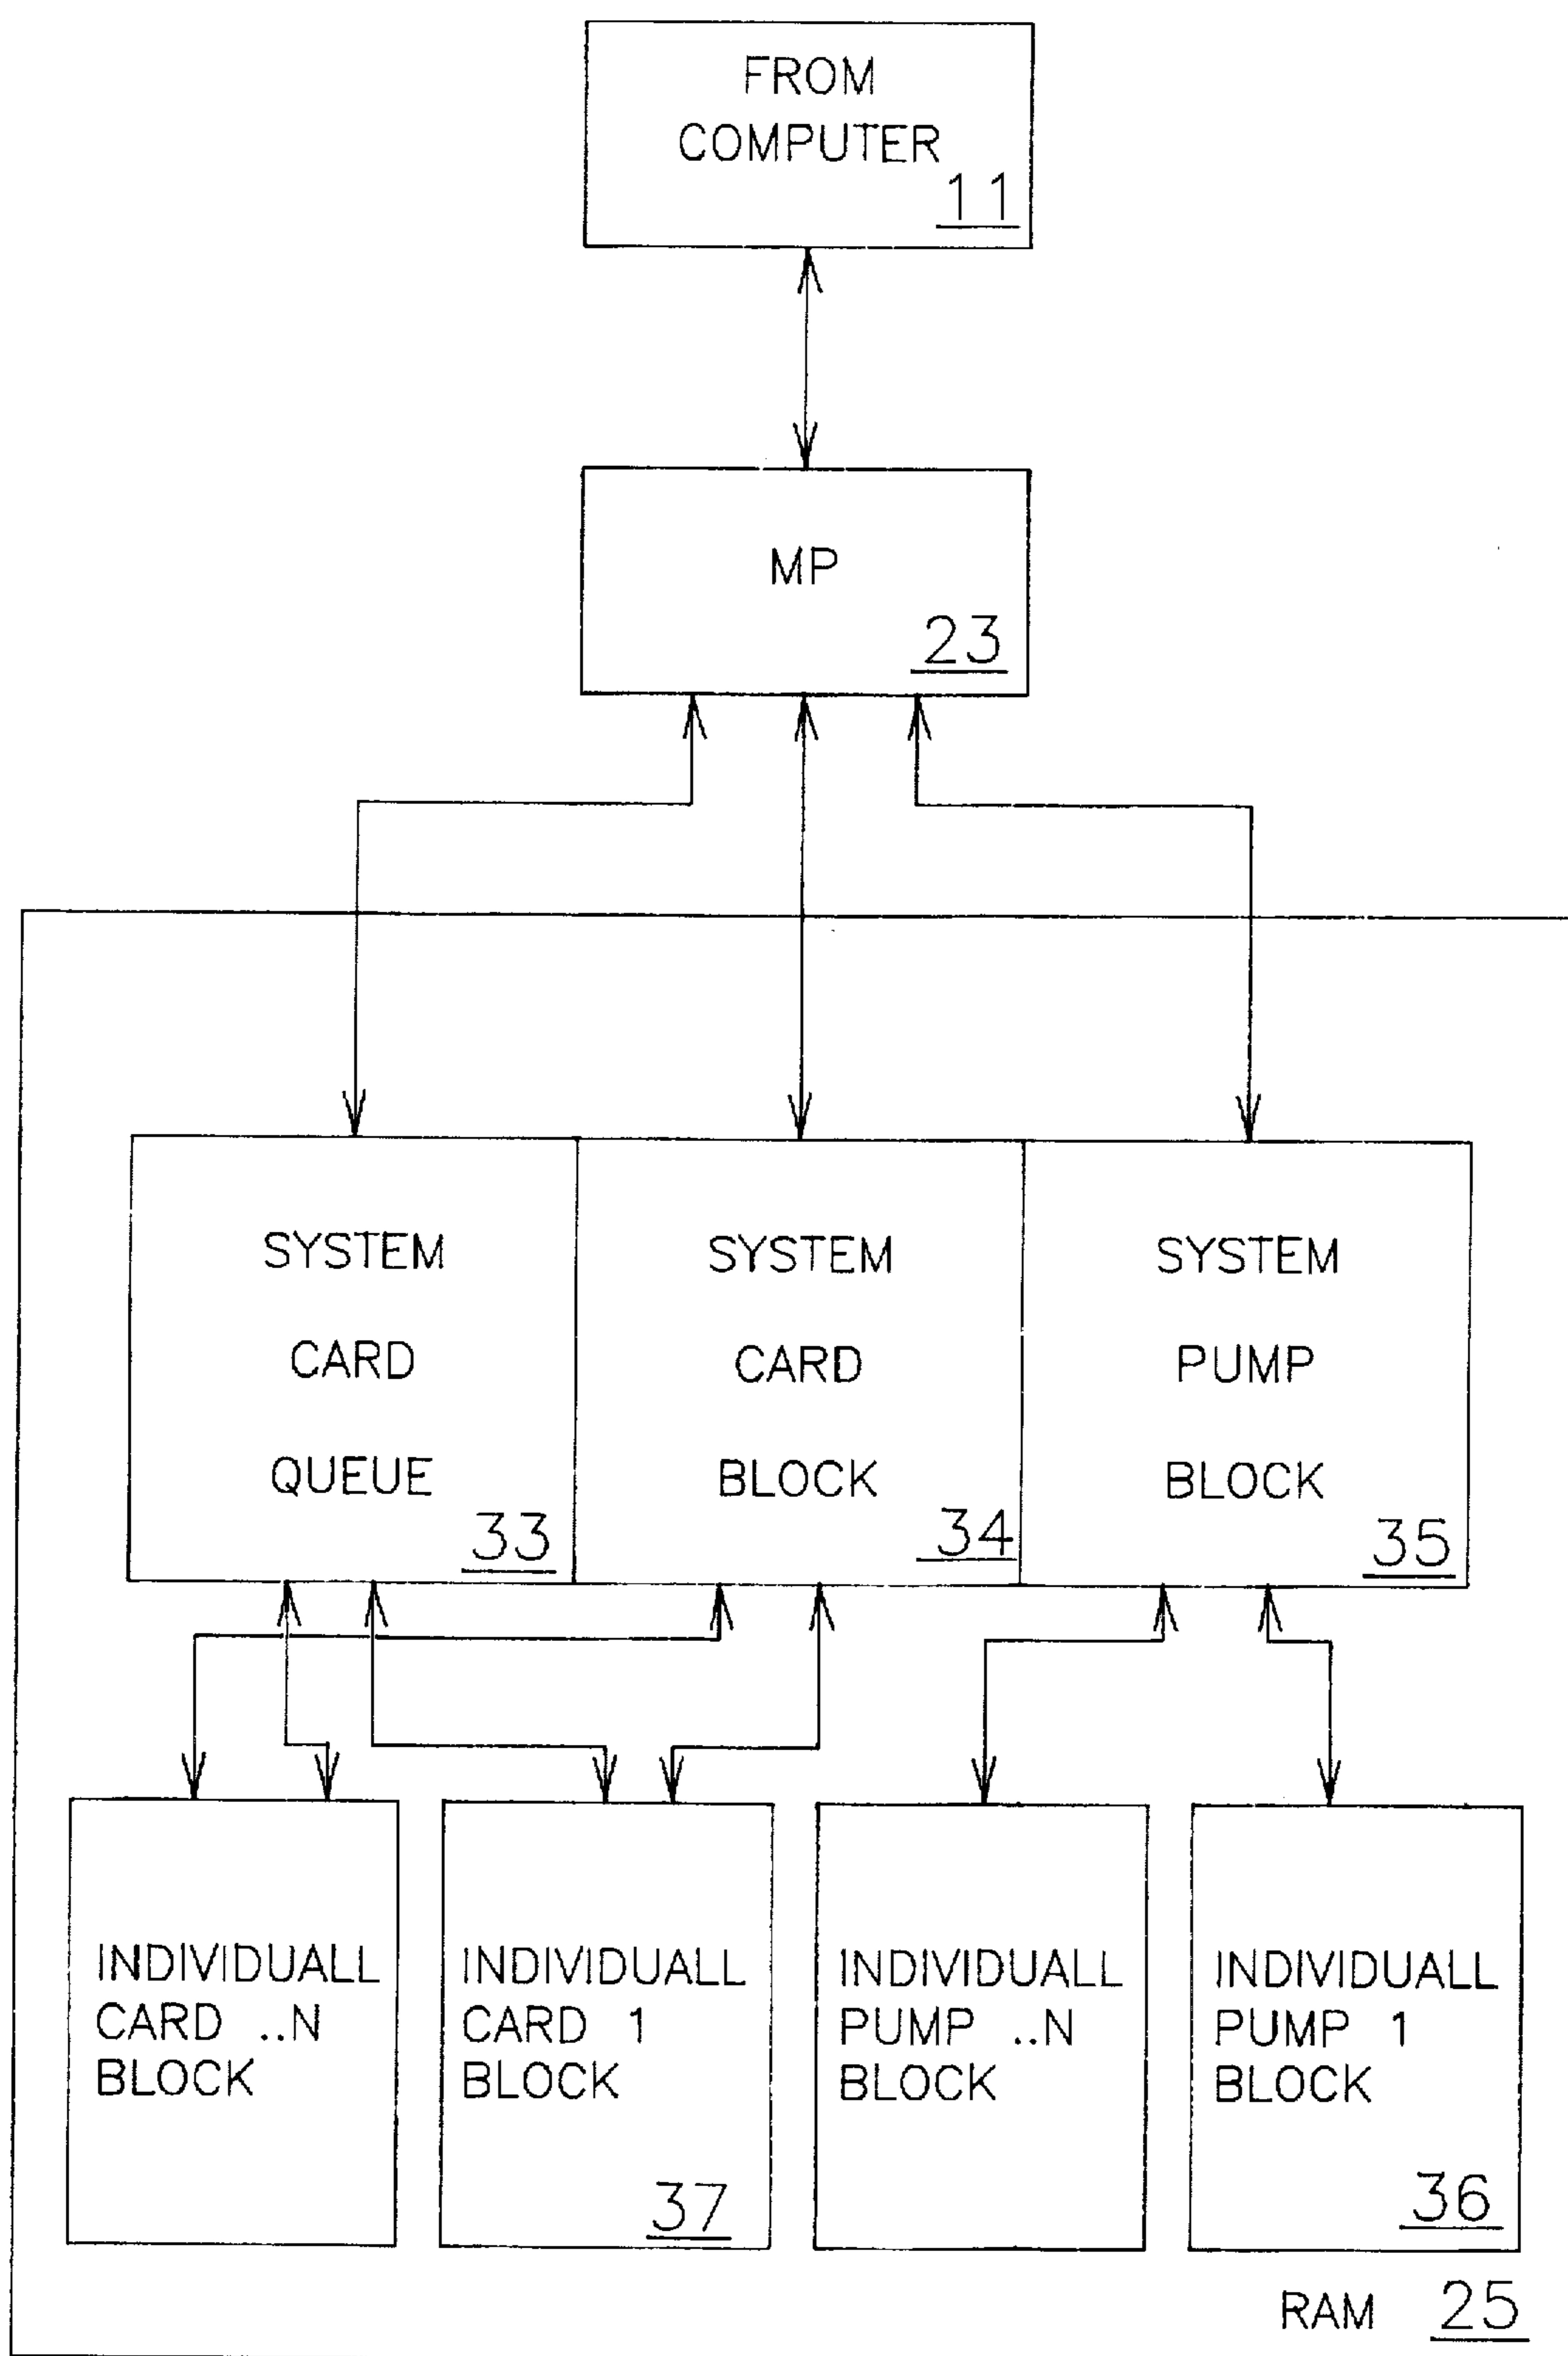 FROM
COMPUTER
11
MP
23
SYSTEM
CARD
QUEUE
33
SYSTEM
CARD
BLOCK
34
SYSTEM
PUMP
BLOCK
35
INDIVIDUALL
CARD ..N
BLOCK
INDIVIDUALL
CARD 1
BLOCK
37
INDIVIDUALL
PUMP ..N
BLOCK
INDIVIDUALL
PUMP 1
BLOCK
36
RAM 25